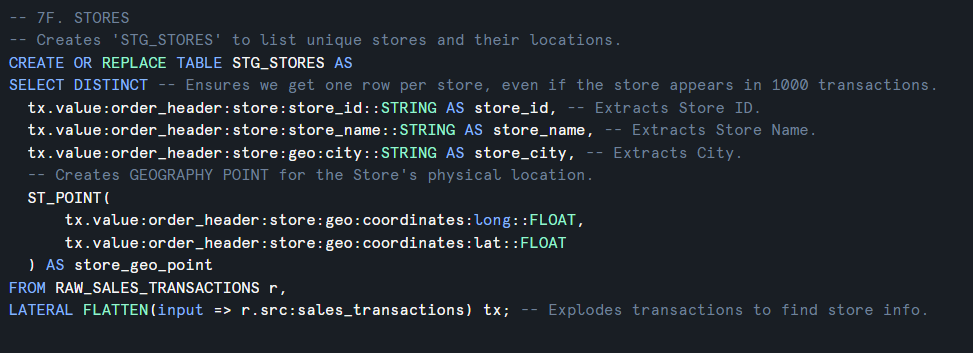 -- 7F. STORES
-- Creates 'STG_STORES' to list unique stores and their locations.
CREATE OR REPLACE TABLE STG_STORES AS
SELECT DISTINCT -- Ensures we get one row per store, even if the store appears in 1000 transactions.
  tx.value:order_header:store:store_id::STRING AS store_id, -- Extracts Store ID.
  tx.value:order_header:store:store_name::STRING AS store_name, -- Extracts Store Name.
  tx.value:order_header:store:geo:city::STRING AS store_city, -- Extracts City.
  -- Creates GEOGRAPHY POINT for the Store's physical location.
  ST_POINT(
      tx.value:order_header:store:geo:coordinates:long::FLOAT,
      tx.value:order_header:store:geo:coordinates:lat::FLOAT
  ) AS store_geo_point
FROM RAW_SALES_TRANSACTIONS r,
LATERAL FLATTEN(input => r.src:sales_transactions) tx; -- Explodes transactions to find store info.